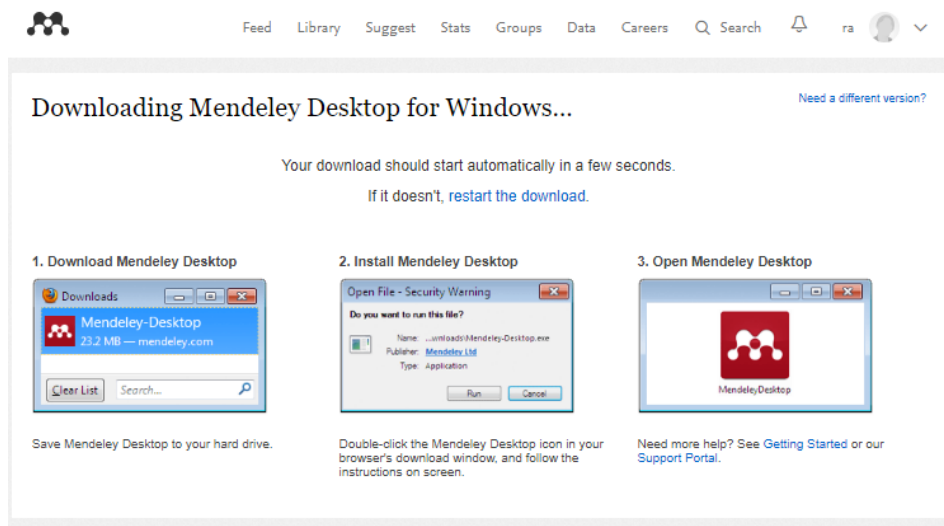 Feed Library Suggest Stats Groups Data Careers Search ra
Downloading Mendeley Desktop for Windows...
Need a different version?
Your download should start automatically in a few seconds.
If it doesn't, restart the download.
1. Download Mendeley Desktop
Downloads
Mendeley-Desktop
23.2 MB — mendeley.com
Clear List Search...
Save Mendeley Desktop to your hard drive.
2. Install Mendeley Desktop
Open File - Security Warning
Do you want to run this file?
Name: ...wnloads\Mendeley-Desktop.exe
Publisher: Mendeley Ltd
Type: Application
Run Cancel
Double-click the Mendeley Desktop icon in your
browser's download window, and follow the
instructions on screen.
3. Open Mendeley Desktop
MendeleyDesktop
Need more help? See Getting Started or our
Support Portal.